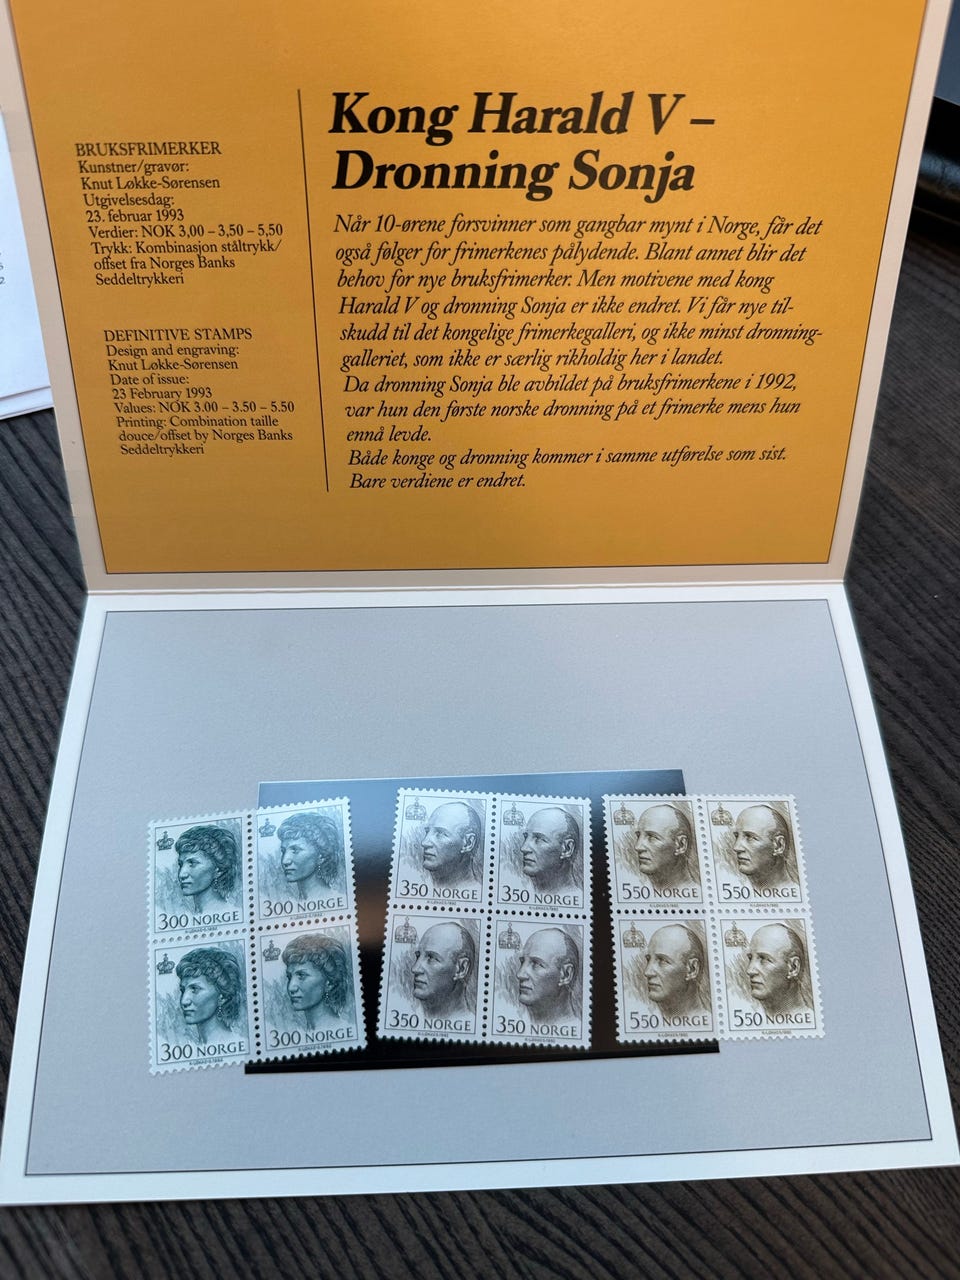 BRUKSFRIMERKER
Kunstner/gravør:
Knut Løkke-Sørensen
Utgivelsesdag:
23. februar 1993
Verdier: NOK 3,00 – 3,50 – 5,50
Trykk: Kombinasjon ståltrykk/
offset fra Norges Banks
Seddeltrykkeri
DEFINITIVE STAMPS
Design and engraving:
Knut Løkke-Sørensen
Date of issue:
23 February 1993
Values: NOK 3.00 – 3.50 – 5.50
Printing: Combination taille
douce/offset by Norges Banks
Seddeltrykkeri
Kong Harald V –
Dronning Sonja
Når 10-ørene forsvinner som gangbar mynt i Norge, får det
også følger for frimerkenes pålydende. Blant annet blir det
behov for nye bruksfrimerker. Men motivene med kong
Harald V og dronning Sonja er ikke endret. Vi får nye til-
skudd til det kongelige frimerkegalleri, og ikke minst dronning-
galleriet, som ikke er særlig rikholdig her i landet.
Da dronning Sonja ble avbildet på bruksfrimerkene i 1992,
var hun den første norske dronning på et frimerke mens hun
ennå levde.
Både konge og dronning kommer i samme utførelse som sist.
Bare verdiene er endret.
300 NORGE
300 NORGE
350 NORGE
350 NORGE
550 NORGE
550 NORGE
300 NORGE
300 NORGE
350 NORGE
350 NORGE
550 NORGE
550 NORGE